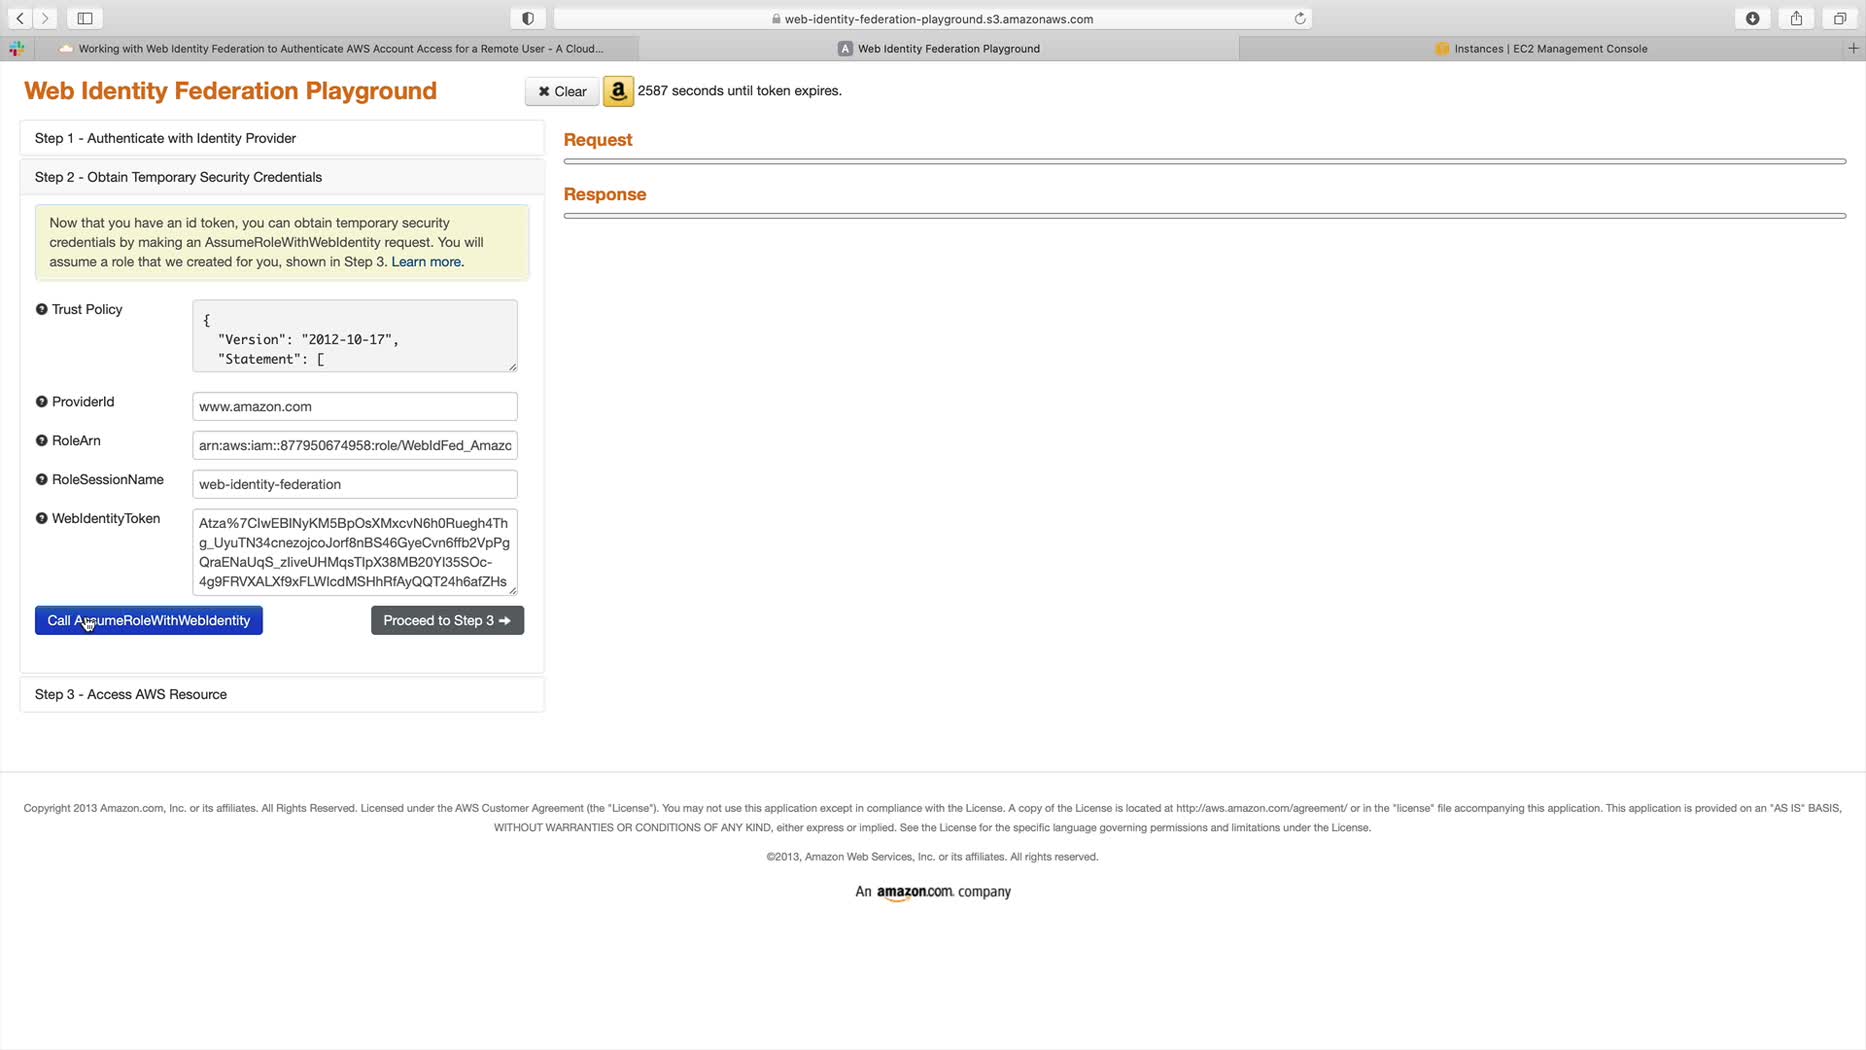 web-identity-federation-playground.s3.amazonaws.com
Working with Web Identity Federation to Authenticate AWS Account Access for a Remote User - A Cloud...
Web Identity Federation Playground
Instances | EC2 Management Console
Web Identity Federation Playground
Clear
2587 seconds until token expires.
Step 1 - Authenticate with Identity Provider
Step 2 - Obtain Temporary Security Credentials
Now that you have an id token, you can obtain temporary security
credentials by making an AssumeRoleWithWebIdentity request. You will
assume a role that we created for you, shown in Step 3. Learn more.
Trust Policy
{
"Version": "2012-10-17",
"Statement": [
ProviderId
www.amazon.com
RoleArn
arn:aws:iam::877950674958:role/WebIdFed_Amazo
RoleSessionName
web-identity-federation
WebIdentityToken
Atza%7CIwEBINyKM5BpOsXMxcvN6h0Ruegh4Th
g_UyuTN34cnezojcoJorf8nBS46GyeCvn6ffb2VpPg
QraENaUqS_zliveUHMqsTlpX38MB20Yl35SOc-
4g9FRVXALXf9xFLWlcdMSHhRfAyQQT24h6afZHs
Call AssumeRoleWithWebIdentity
Proceed to Step 3
Step 3 - Access AWS Resource
Request
Response
Copyright 2013 Amazon.com, Inc. or its affiliates. All Rights Reserved. Licensed under the AWS Customer Agreement (the "License"). You may not use this application except in compliance with the License. A copy of the License is located at http://aws.amazon.com/agreement/ or in the "license" file accompanying this application. This application is provided on an "AS IS" BASIS,
WITHOUT WARRANTIES OR CONDITIONS OF ANY KIND, either express or implied. See the License for the specific language governing permissions and limitations under the License.
©2013, Amazon Web Services, Inc. or its affiliates. All rights reserved.
An amazon.com company